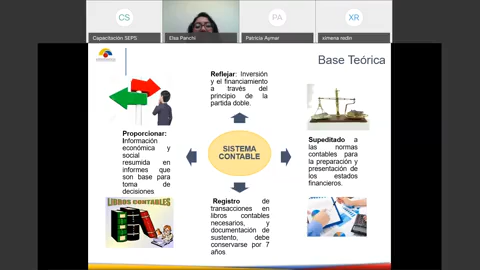 CS
PA
XR
Capacitación SEPS
Elsa Panchi
Patricia Aymar
ximena redin
Base Teórica
Reflejar: Inversión
y el financiamiento
a través del
principio de la
partida doble.
Proporcionar:
Información
económica y
social
resumida en
informes que
son base para
toma de
decisiones
SISTEMA
CONTABLE
Supeditado a
las normas
contables para
la preparación y
presentación de
los estados
financieros.
LIBROS CONTABLES
Registro de
transacciones en
libros contables
necesarios, y
documentación de
sustento, debe
conservarse por 7
años